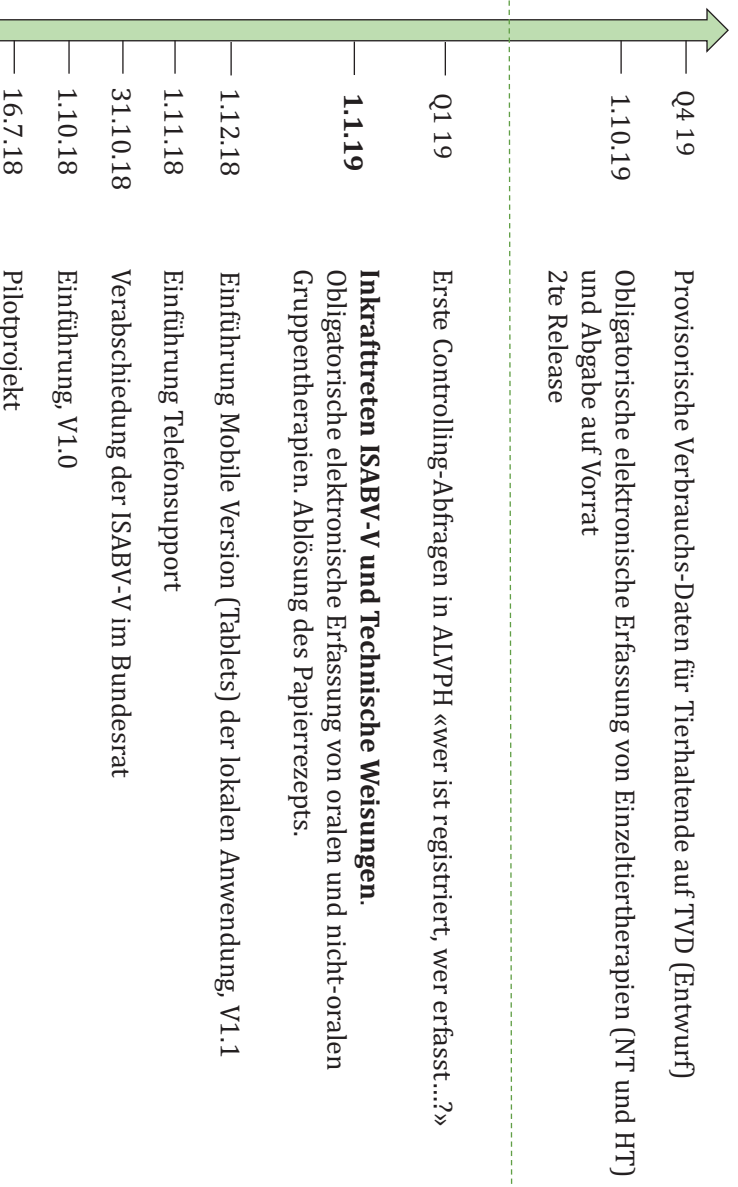 Q4 19 Provisorische Verbrauchs-Daten für Tierhaltende auf TVD (Entwurf)
1.10.19 Obligatorische elektronische Erfassung von Einzeltiertherapien (NT und HT)
und Abgabe auf Vorrat
2te Release
Q1 19 Erste Controlling-Abfragen in ALVPH «wer ist registriert, wer erfasst...?»
1.1.19 Inkrafttreten ISABV-V und Technische Weisungen.
Obligatorische elektronische Erfassung von oralen und nicht-oralen
Gruppentherapien. Ablösung des Papierrezepts.
1.12.18 Einführung Mobile Version (Tablets) der lokalen Anwendung, V1.1
1.11.18 Einführung Telefonsupport
31.10.18 Verabschiedung der ISABV-V im Bundesrat
1.10.18 Einführung, V1.0
16.7.18 Pilotprojekt